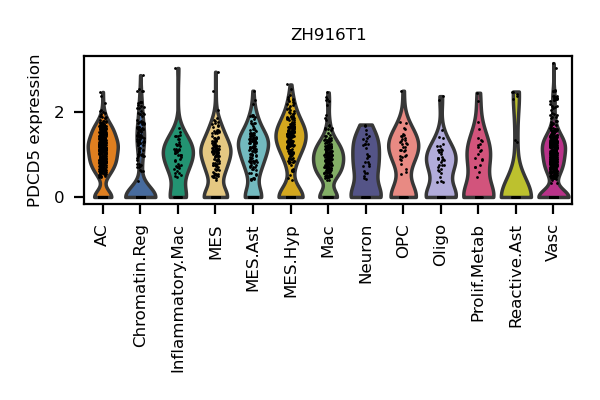 ZH916T1
PDCD5 expression
2
0
AC
Chromatin.Reg
Inflammatory.Mac
MES
MES.Ast
MES.Hyp
Mac
Neuron
OPC
Oligo
Prolif.Metab
Reactive.Ast
Vasc